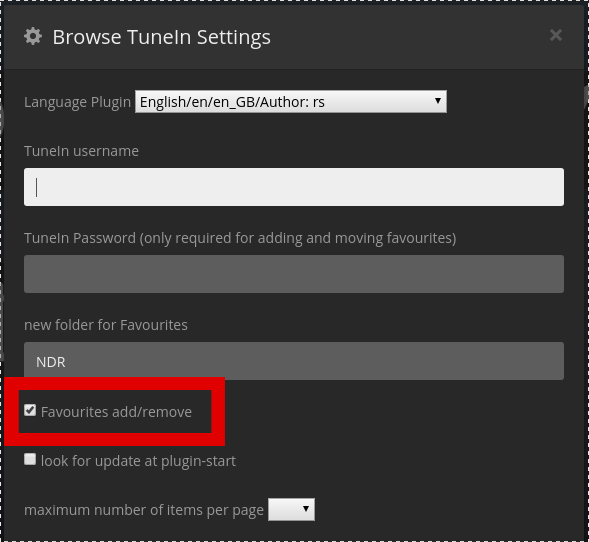 Browse TuneIn Settings
Language Plugin English/en/en_GB/Author: rs
TuneIn username
TuneIn Password (only required for adding and moving favourites)
new folder for Favourites
NDR
Favourites add/remove
look for update at plugin-start
maximum number of items per page